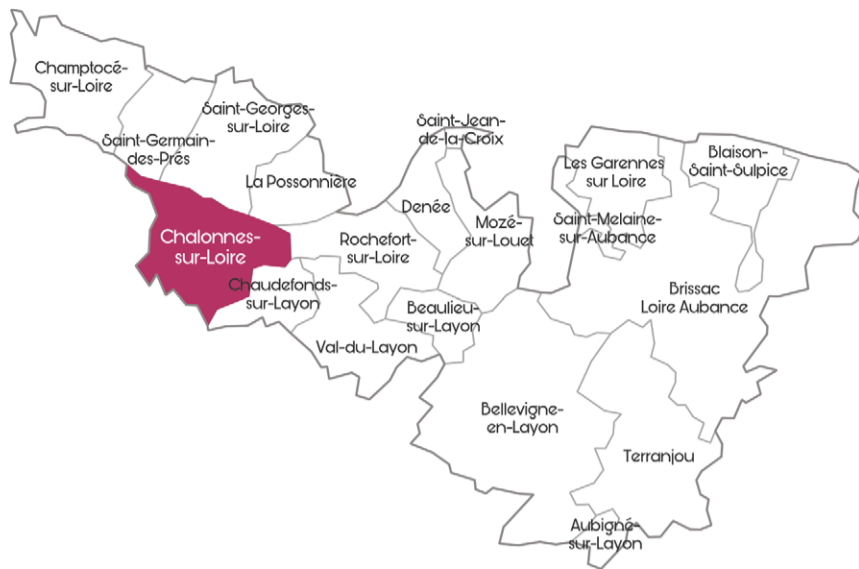 Champtocé-
sur-Loire
Saint-Germain-
des-Prés
Saint-Georges-
sur-Loire
La Possonnière
Chalonnes-
sur-Loire
Chaudefonds-
sur-Layon
Rochefort-
sur-Loire
Denée
Saint-Jean-
de-la-Croix
Mozé-
sur-Louet
Val-du-Layon
Beaulieu-
sur-Layon
Les Garennes
sur Loire
Saint-Melaine-
sur-Aubance
Blaison-
Saint-Sulpice
Brissac
Loire Aubance
Bellevigne-
en-Layon
Terranjou
Aubigné-
sur-Layon